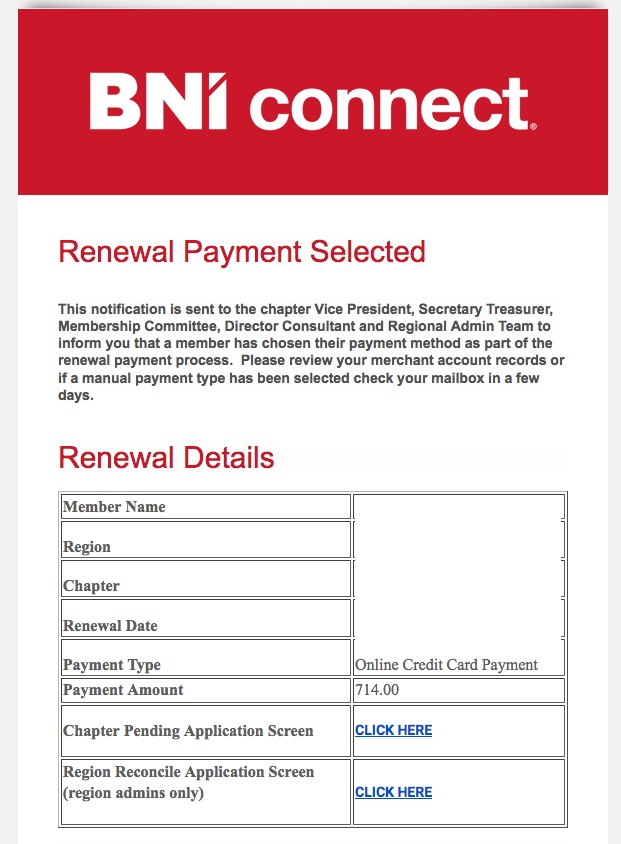 BNI connect®
Renewal Payment Selected
This notification is sent to the chapter Vice President, Secretary Treasurer,
Membership Committee, Director Consultant and Regional Admin Team to
inform you that a member has chosen their payment method as part of the
renewal payment process.  Please review your merchant account records or
if a manual payment type has been selected check your mailbox in a few
days.
Renewal Details
Member Name
Region
Chapter
Renewal Date
Payment Type Online Credit Card Payment
Payment Amount 714.00
Chapter Pending Application Screen CLICK HERE
Region Reconcile Application Screen
(region admins only) CLICK HERE